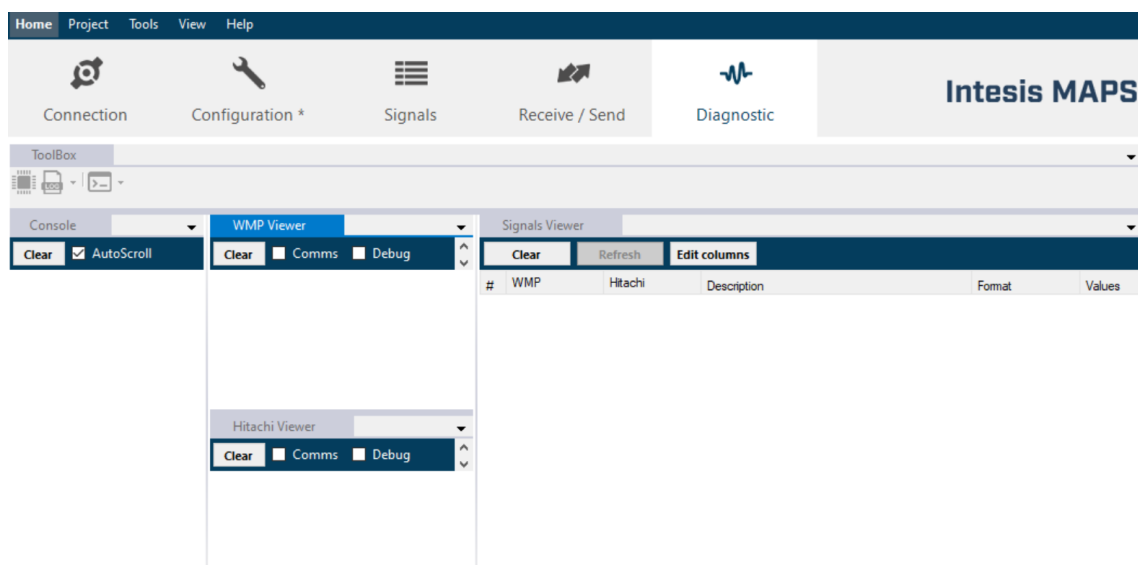 Home Project Tools View Help
Connection Configuration * Signals Receive / Send Diagnostic Intesis MAPS
ToolBox
LOG
Console WMP Viewer Signals Viewer
Clear AutoScroll Clear Comms Debug Clear Refresh Edit columns
# WMP Hitachi Description Format Values
Hitachi Viewer
Clear Comms Debug